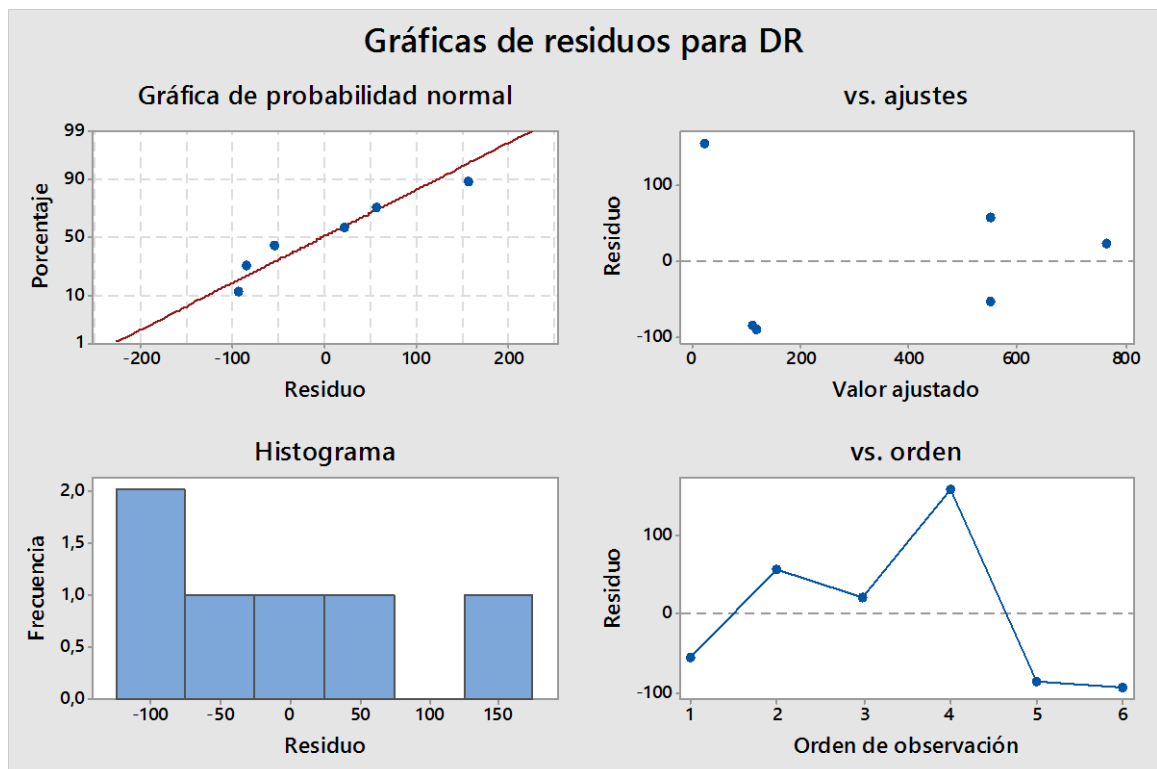 Gráficas de residuos para DR
Gráfica de probabilidad normal
99
90
50
10
1
Porcentaje
-200 -100 0 100 200
Residuo
vs. ajustes
100
0
-100
Residuo
0 200 400 600 800
Valor ajustado
Histograma
2,0
1,5
1,0
0,5
0,0
Frecuencia
-100 -50 0 50 100 150
Residuo
vs. orden
100
0
-100
Residuo
1 2 3 4 5 6
Orden de observación